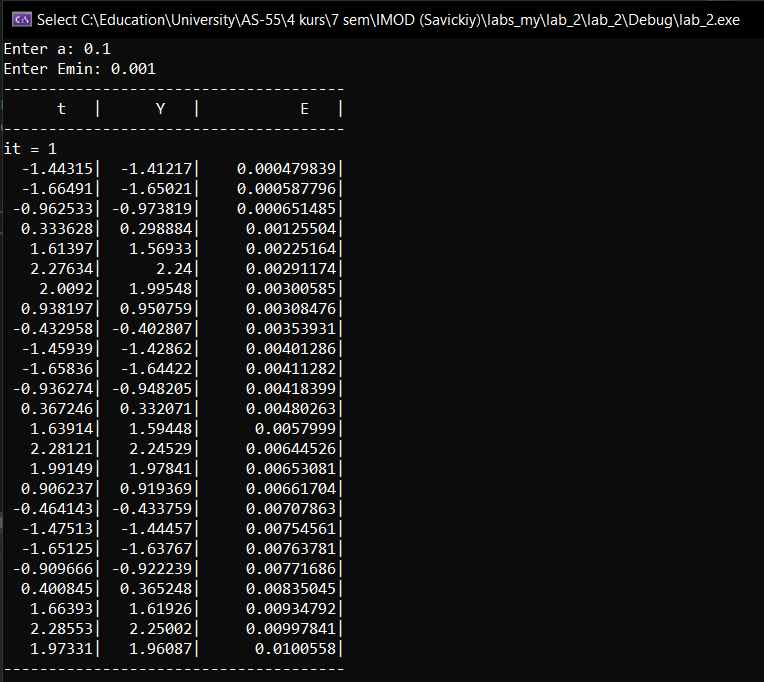 Select C:\Education\University\AS-55\4 kurs\7 sem\IMOD (Savickiy)\labs_my\lab_2\lab_2\Debug\lab_2.exe
Enter a: 0.1
Enter Emin: 0.001
-------------------------------------
      t   |      Y   |           E   |
-------------------------------------
it = 1
  -1.44315|  -1.41217|    0.000479839|
  -1.66491|  -1.65021|    0.000587796|
 -0.962533| -0.973819|    0.000651485|
  0.333628|  0.298884|     0.00125504|
   1.61397|   1.56933|     0.00225164|
   2.27634|      2.24|     0.00291174|
    2.0092|   1.99548|     0.00300585|
  0.938197|  0.950759|     0.00308476|
 -0.432958| -0.402807|     0.00353931|
  -1.45939|  -1.42862|     0.00401286|
  -1.65836|  -1.64422|     0.00411282|
 -0.936274| -0.948205|     0.00418399|
  0.367246|  0.332071|     0.00480263|
   1.63914|   1.59448|      0.0057999|
   2.28121|   2.24529|     0.00644526|
   1.99149|   1.97841|     0.00653081|
  0.906237|  0.919369|     0.00661704|
 -0.464143| -0.433759|     0.00707863|
  -1.47513|  -1.44457|     0.00754561|
  -1.65125|  -1.63767|     0.00763781|
 -0.909666| -0.922239|     0.00771686|
  0.400845|  0.365248|     0.00835045|
   1.66393|   1.61926|     0.00934792|
   2.28553|   2.25002|     0.00997841|
   1.97331|   1.96087|      0.0100558|
-------------------------------------